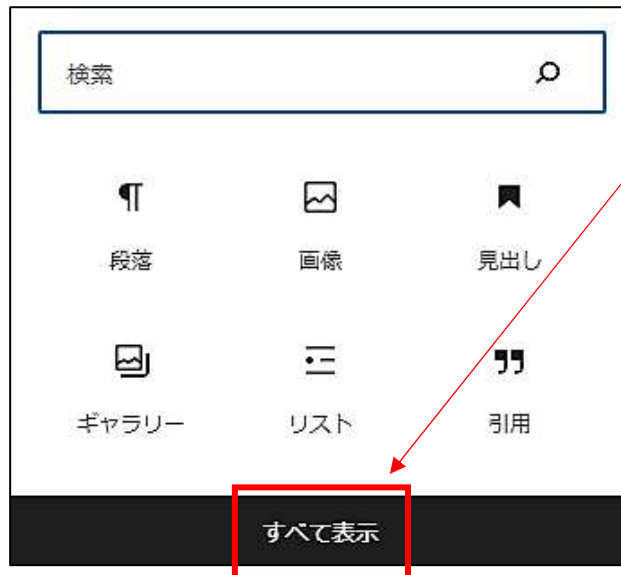 検索
段落 画像 見出し
ギャラリー リスト 引用
すべて表示